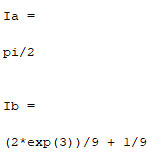 Ia =
pi/2
Ib =
(2*exp(3))/9 + 1/9